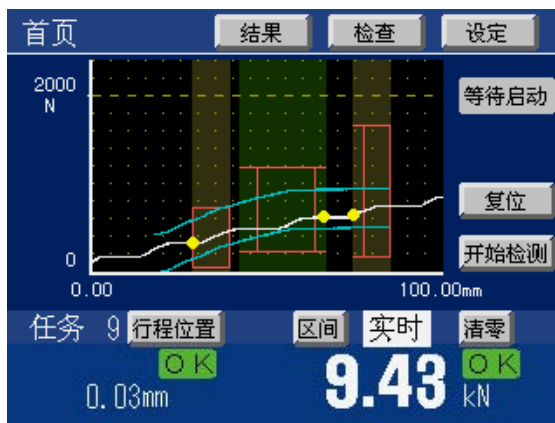 首页 结果 检查 设定
2000
N
等待启动
复位
0
开始检测
0.00 100.00mm
任务 9 行程位置 区间 实时 清零
OK OK
0.03mm 9.43 kN